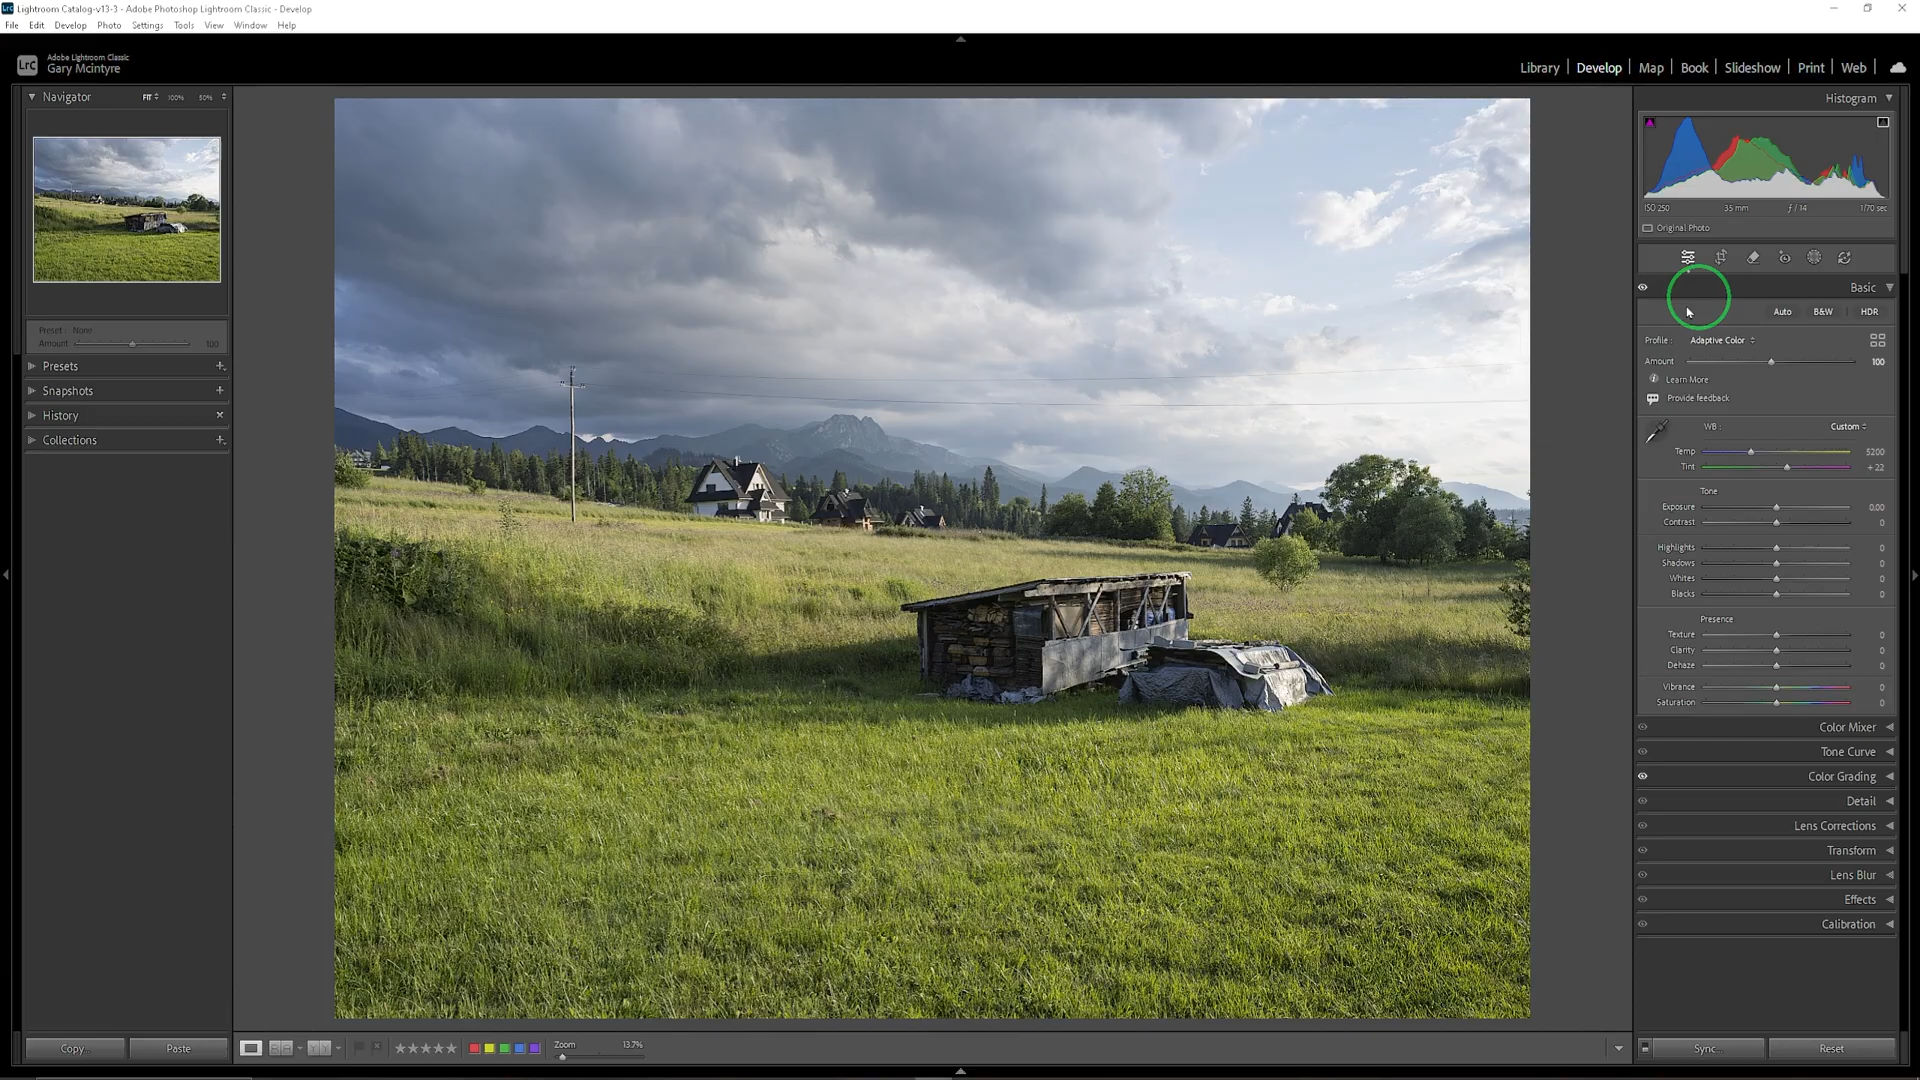 Lightroom Catalog-v13-3 - Adobe Photoshop Lightroom Classic - Develop
File Edit Develop Photo Settings Tools View Window Help
LrC
Adobe Lightroom Classic
Gary Mcintyre
Library Develop Map Book Slideshow Print Web
Navigator FIT 100% 50%
Preset : None
Amount 100
Presets
Snapshots
History
Collections
Histogram
ISO 250 35 mm ƒ / 14 1/70 sec
Original Photo
Basic
Auto B&W HDR
Profile : Adaptive Color
Amount 100
Learn More
Provide feedback
WB : Custom
Temp 5200
Tint + 22
Tone
Exposure 0.00
Contrast 0
Highlights 0
Shadows 0
Whites 0
Blacks 0
Presence
Texture 0
Clarity 0
Dehaze 0
Vibrance 0
Saturation 0
Color Mixer
Tone Curve
Color Grading
Detail
Lens Corrections
Transform
Lens Blur
Effects
Calibration
Copy... Paste
RA YY Zoom 13.7%
Sync... Reset